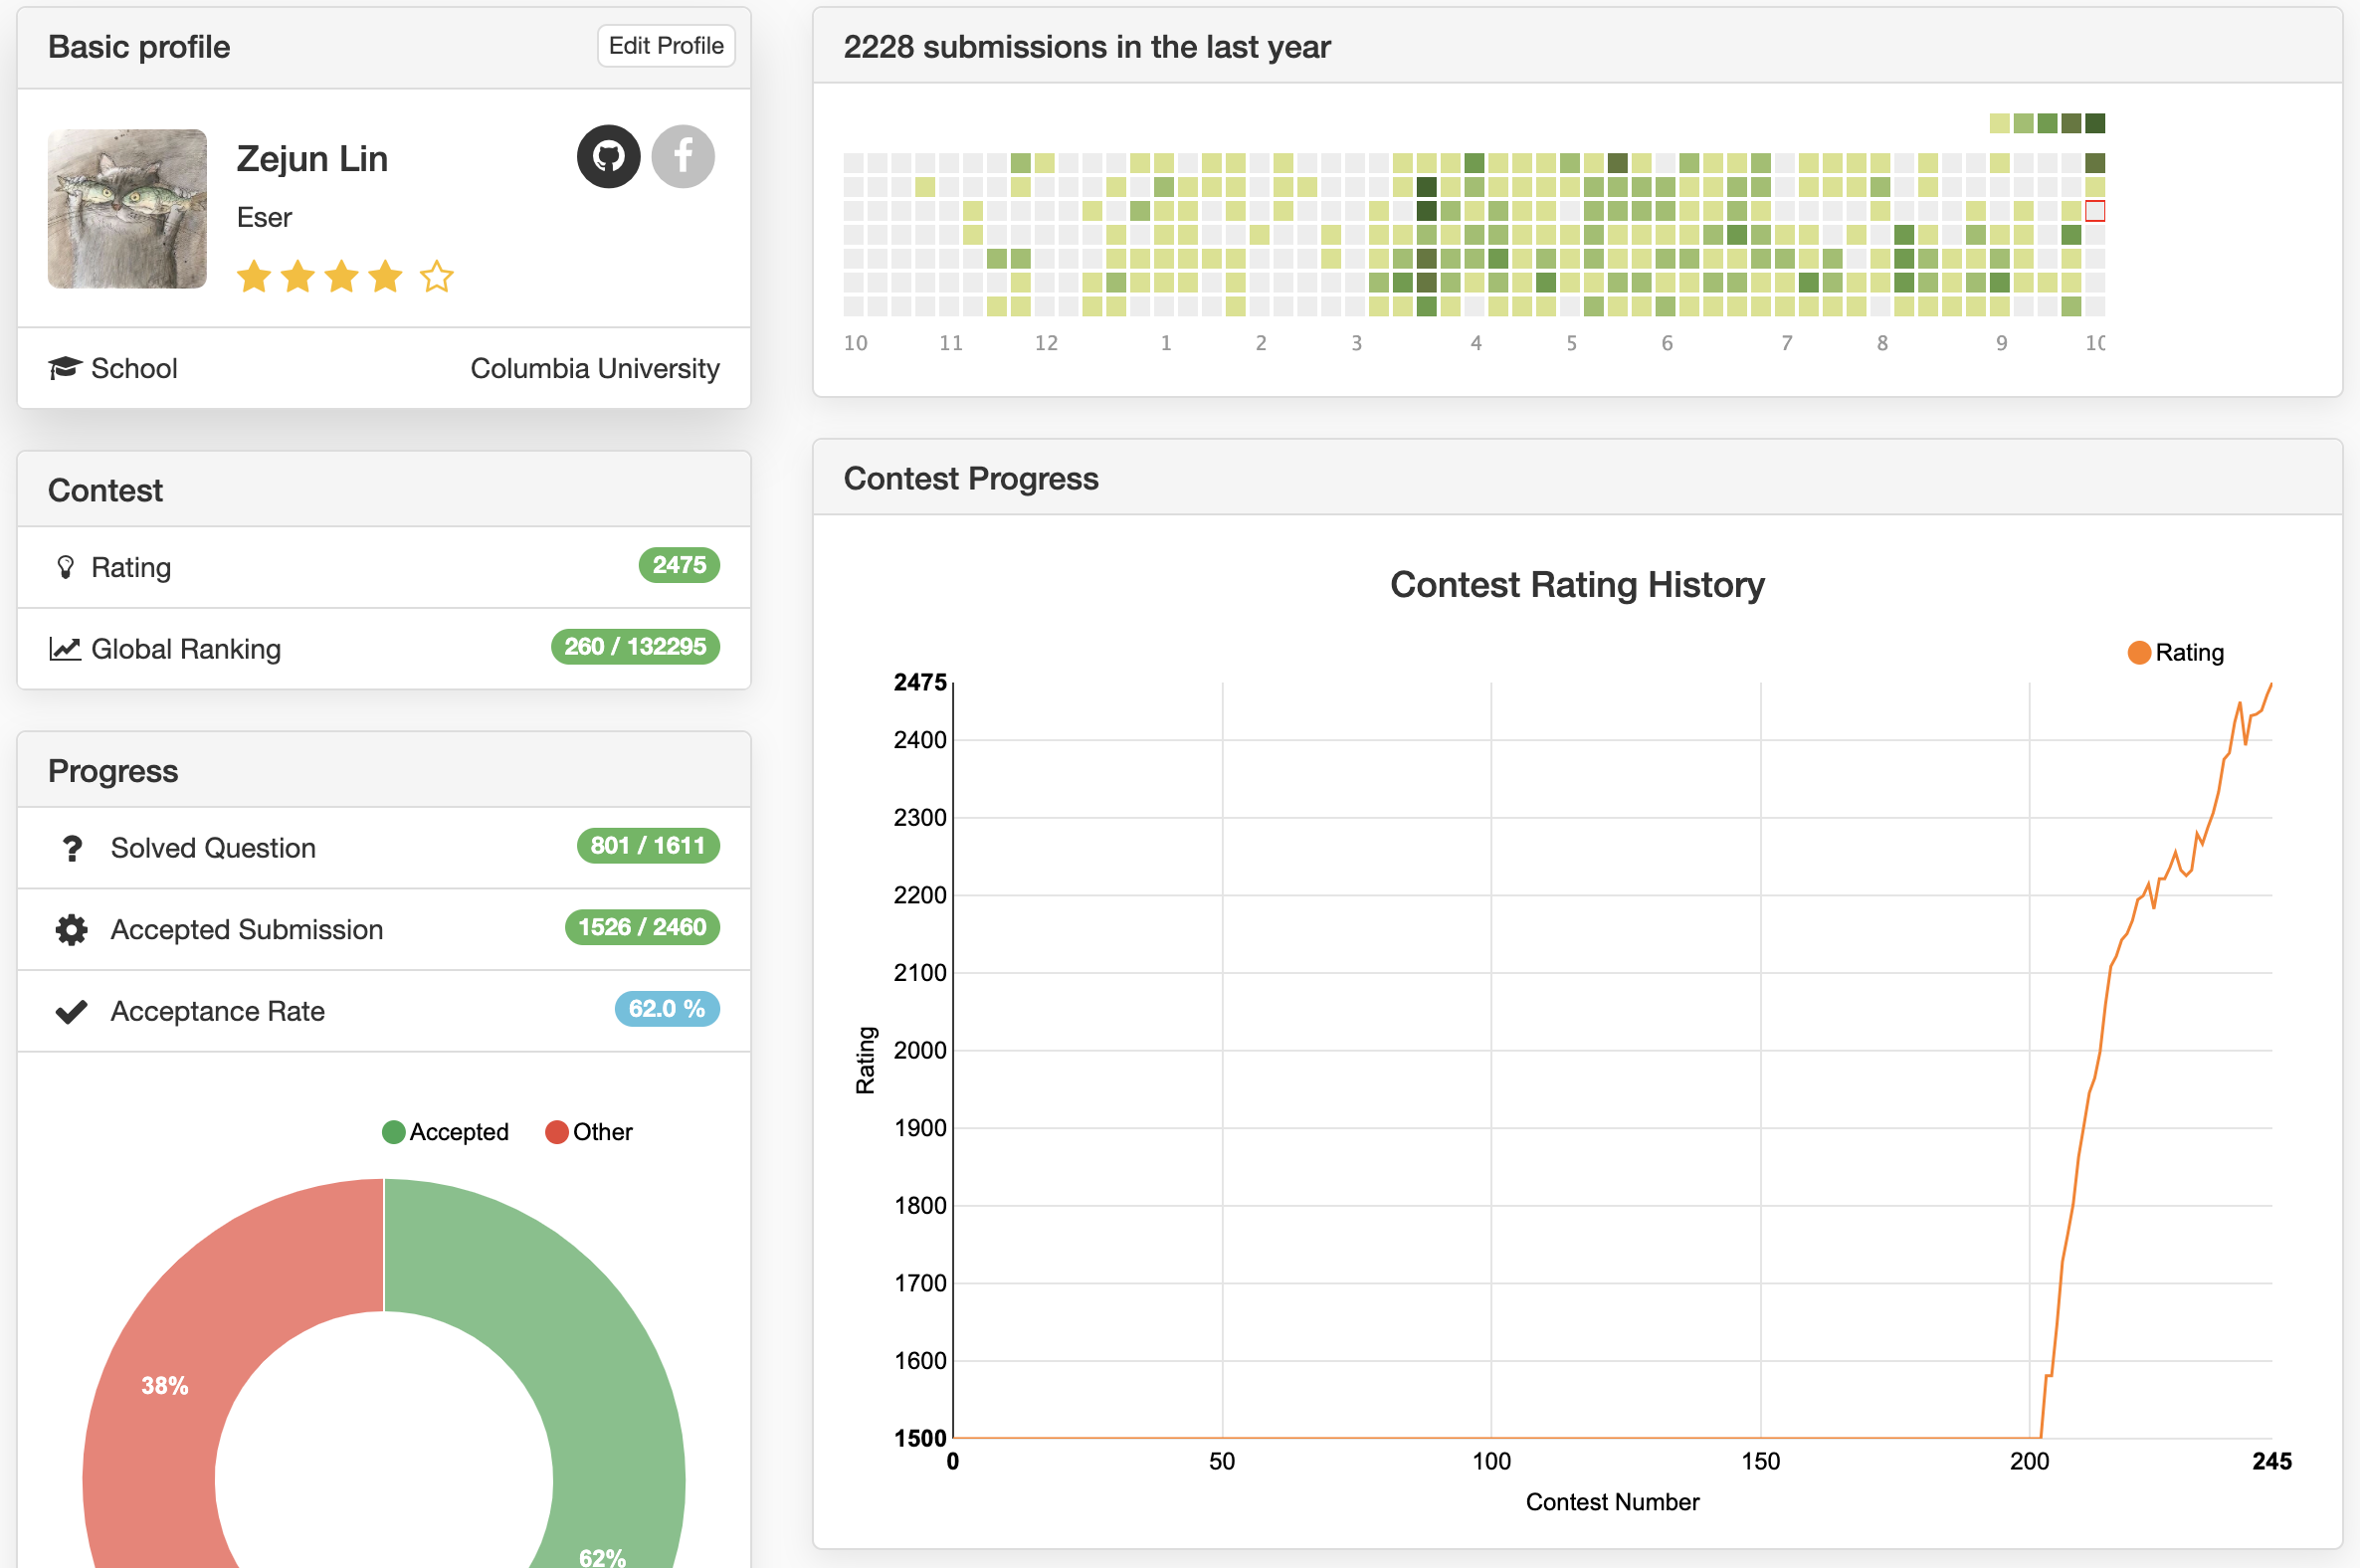 Basic profile
Edit Profile
Zejun Lin
Eser
School
Columbia University
Contest
Rating
2475
Global Ranking
260 / 132295
Progress
Solved Question
801 / 1611
Accepted Submission
1526 / 2460
Acceptance Rate
62.0 %
Accepted
Other
38%
62%
2228 submissions in the last year
10 11 12 1 2 3 4 5 6 7 8 9 10
Contest Progress
Contest Rating History
Rating
2475
2400
2300
2200
2100
2000
1900
1800
1700
1600
1500
Rating
0 50 100 150 200 245
Contest Number